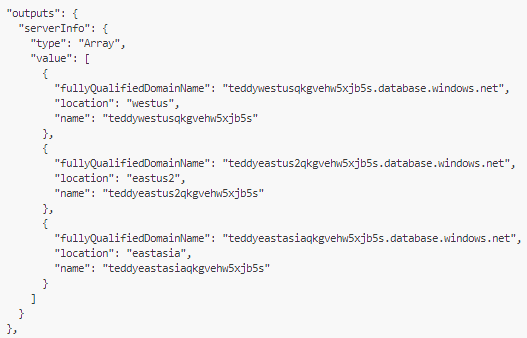 "outputs": {
  "serverInfo": {
    "type": "Array",
    "value": [
      {
        "fullyQualifiedDomainName": "teddywestusqkgvehw5xjb5s.database.windows.net",
        "location": "westus",
        "name": "teddywestusqkgvehw5xjb5s"
      },
      {
        "fullyQualifiedDomainName": "teddyeastus2qkgvehw5xjb5s.database.windows.net",
        "location": "eastus2",
        "name": "teddyeastus2qkgvehw5xjb5s"
      },
      {
        "fullyQualifiedDomainName": "teddyeastasiaqkgvehw5xjb5s.database.windows.net",
        "location": "eastasia",
        "name": "teddyeastasiaqkgvehw5xjb5s"
      }
    ]
  }
},